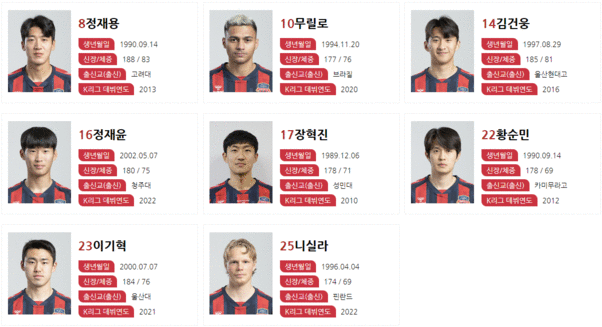 8정재용
생년월일 1990.09.14
신장/체중 188 / 83
출신교(출신) 고려대
K리그 데뷔연도 2013
10무릴로
생년월일 1994.11.20
신장/체중 177 / 76
출신교(출신) 브라질
K리그 데뷔연도 2020
14김건웅
생년월일 1997.08.29
신장/체중 185 / 81
출신교(출신) 울산현대고
K리그 데뷔연도 2016
16정재윤
생년월일 2002.05.07
신장/체중 180 / 75
출신교(출신) 청주대
K리그 데뷔연도 2022
17장혁진
생년월일 1989.12.06
신장/체중 178 / 71
출신교(출신) 성민대
K리그 데뷔연도 2010
22황순민
생년월일 1990.09.14
신장/체중 178 / 69
출신교(출신) 카미무라고
K리그 데뷔연도 2012
23이기혁
생년월일 2000.07.07
신장/체중 184 / 76
출신교(출신) 울산대
K리그 데뷔연도 2021
25니실라
생년월일 1996.04.04
신장/체중 174 / 69
출신교(출신) 핀란드
K리그 데뷔연도 2022